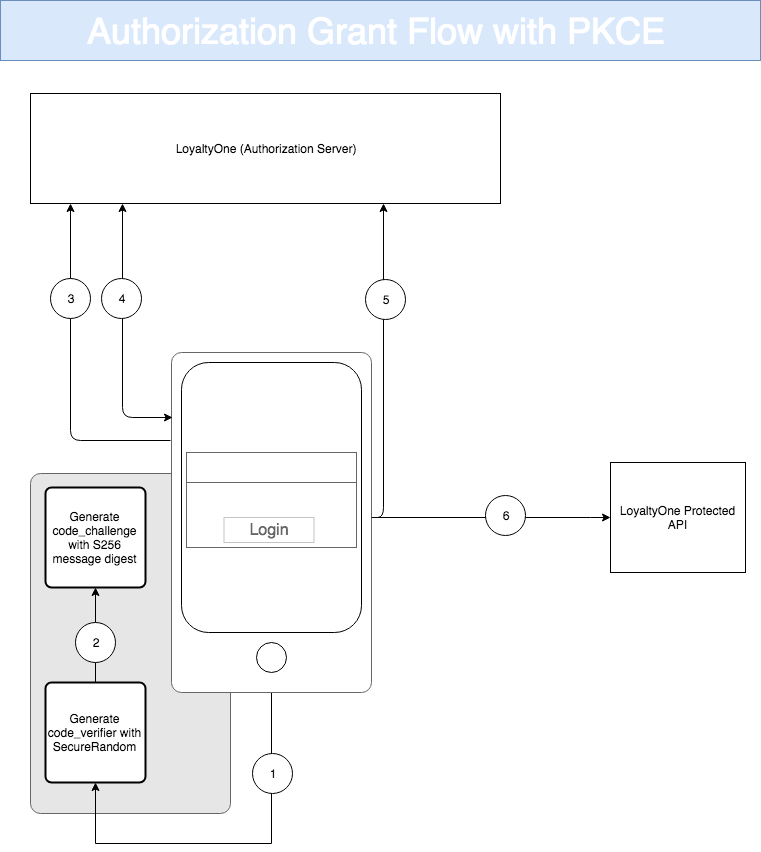 Authorization Grant Flow with PKCE
LoyaltyOne (Authorization Server)
3
4
5
Generate
code_challenge
with S256
message digest
Login
6
LoyaltyOne Protected
API
2
Generate
code_verifier with
SecureRandom
1